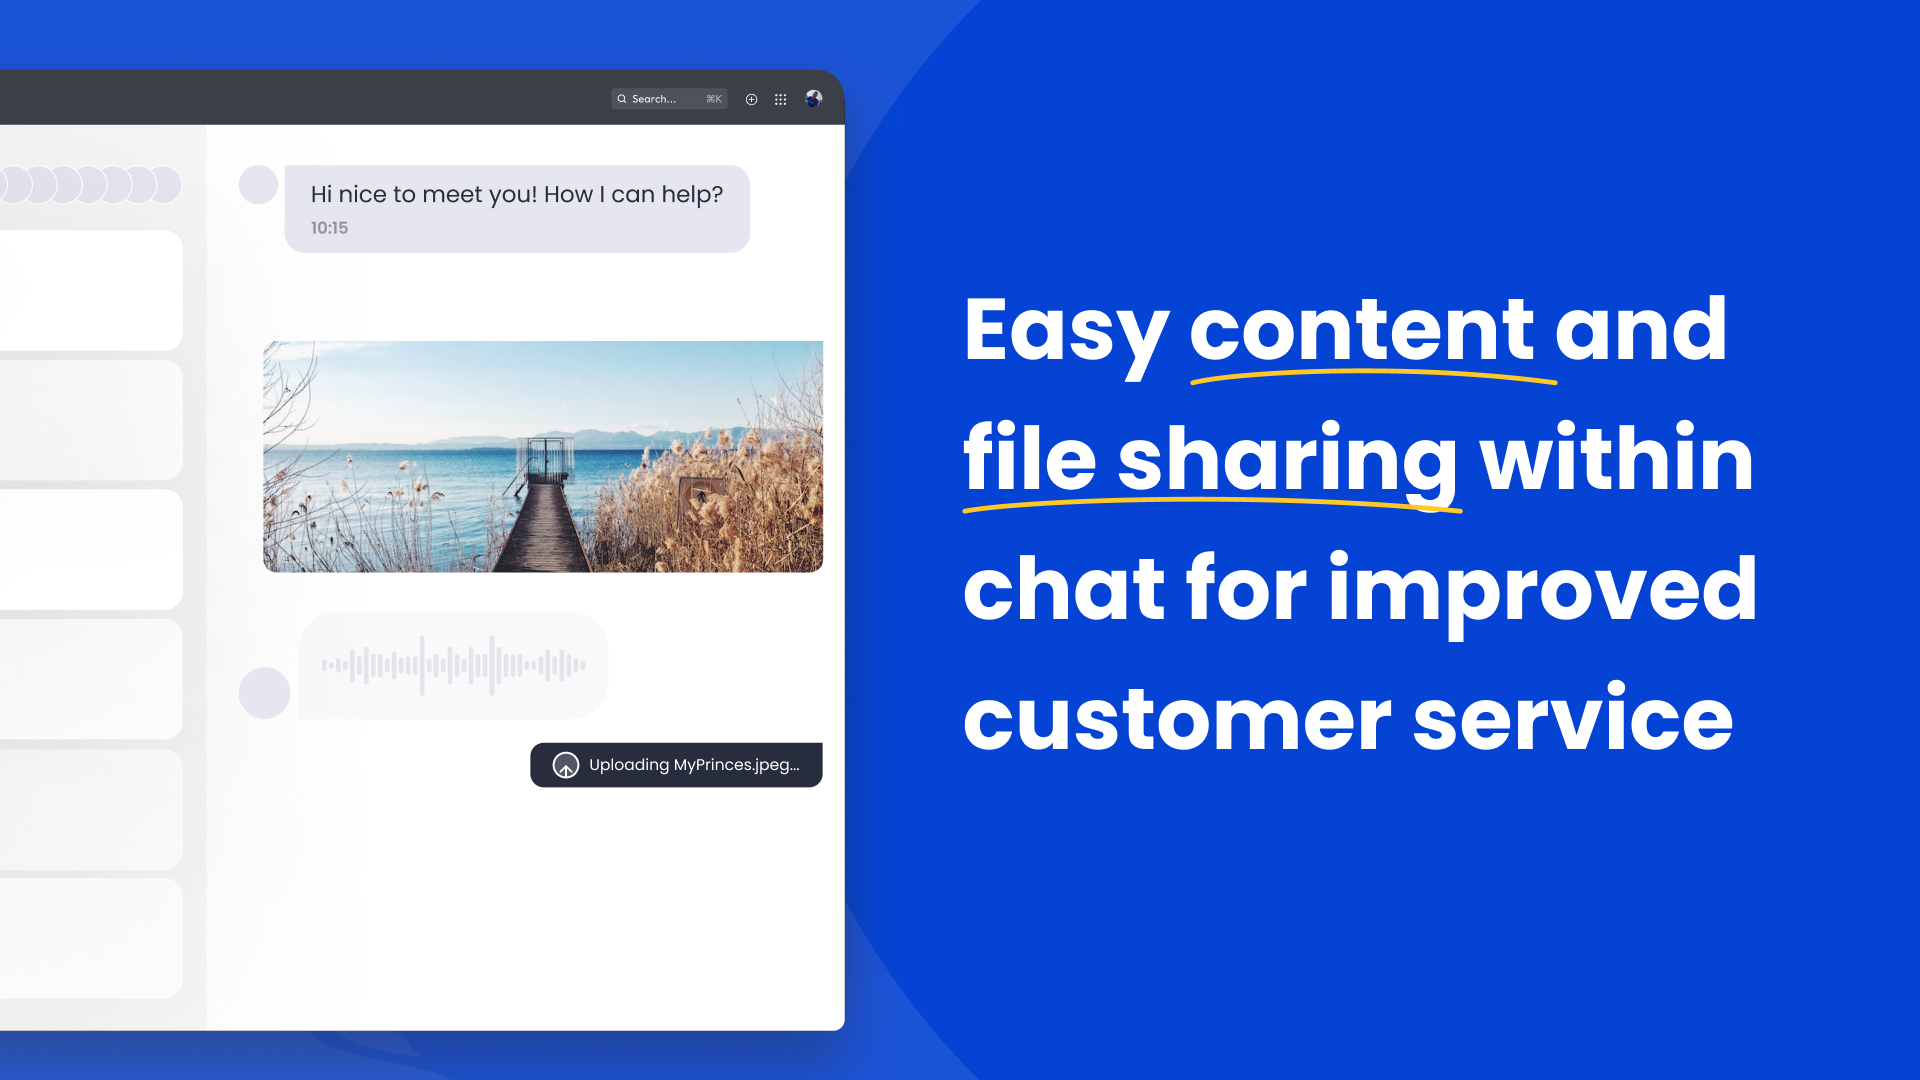 Search... ⌘K
Hi nice to meet you! How I can help?
10:15
Uploading MyPrinces.jpeg...
Easy content and
file sharing within
chat for improved
customer service